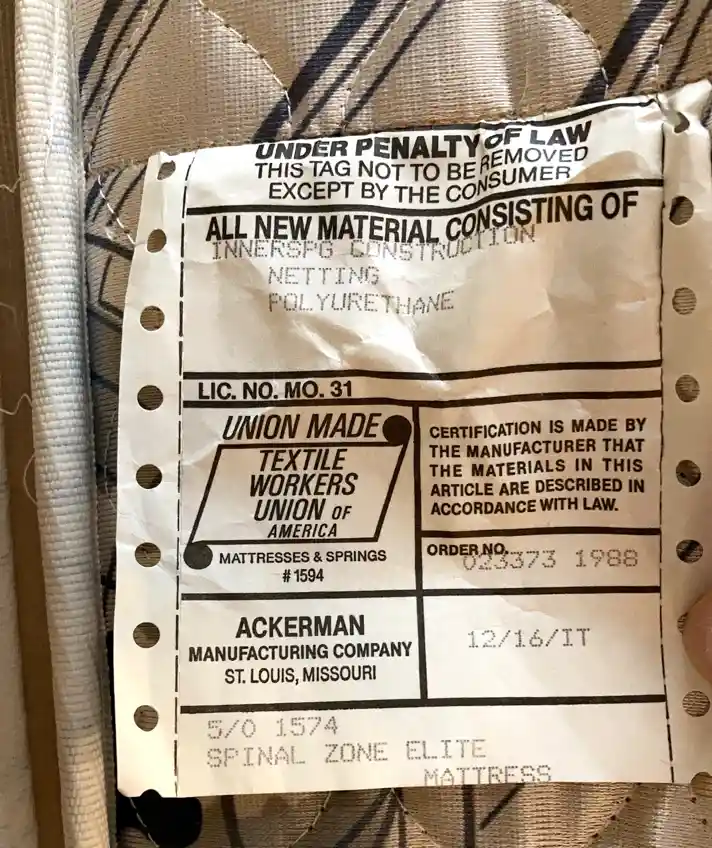 UNDER PENALTY OF LAW
THIS TAG NOT TO BE REMOVED
EXCEPT BY THE CONSUMER
ALL NEW MATERIAL CONSISTING OF
INNERSPG CONSTRUCTION
NETTING
POLYURETHANE
LIC. NO. MO. 31
UNION MADE
TEXTILE
WORKERS
UNION OF
AMERICA
MATTRESSES & SPRINGS
#1594
CERTIFICATION IS MADE BY
THE MANUFACTURER THAT
THE MATERIALS IN THIS
ARTICLE ARE DESCRIBED IN
ACCORDANCE WITH LAW.
ORDER NO.
023373 1988
ACKERMAN
MANUFACTURING COMPANY
ST. LOUIS, MISSOURI
12/16/IT
5/0 1574
SPINAL ZONE ELITE
MATTRESS